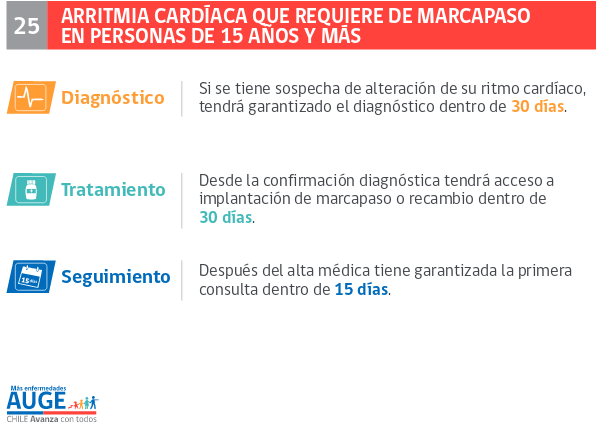 25
ARRITMIA CARDÍACA QUE REQUIERE DE MARCAPASO
EN PERSONAS DE 15 AÑOS Y MÁS
Diagnóstico
Si se tiene sospecha de alteración de su ritmo cardíaco,
tendrá garantizado el diagnóstico dentro de 30 días.
Tratamiento
Desde la confirmación diagnóstica tendrá acceso a
implantación de marcapaso o recambio dentro de
30 días.
15 días
Seguimiento
Después del alta médica tiene garantizada la primera
consulta dentro de 15 días.
Más enfermedades
AUGE
CHILE Avanza con todos